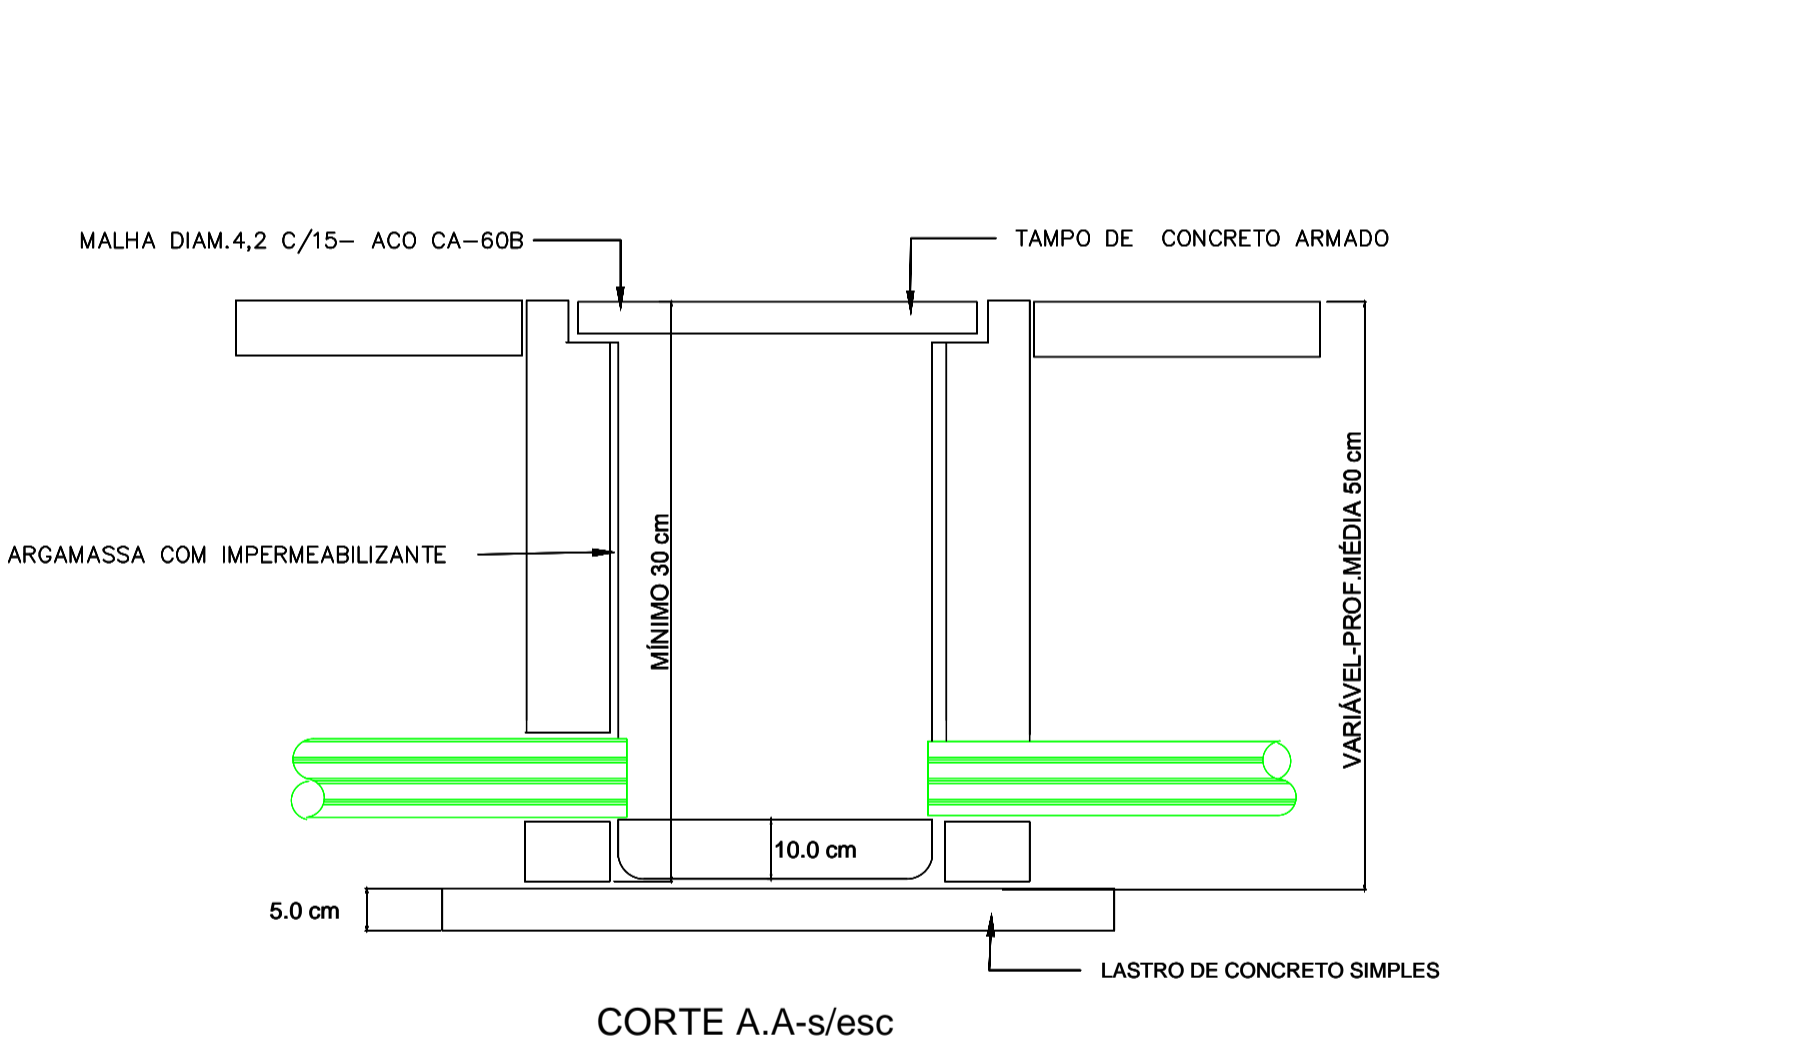 MALHA DIAM.4,2 C/15- ACO CA-60B
TAMPO DE CONCRETO ARMADO
ARGAMASSA COM IMPERMEABILIZANTE
MÍNIMO 30 cm
VARIÁVEL-PROF.MÉDIA 50 cm
10.0 cm
5.0 cm
LASTRO DE CONCRETO SIMPLES
CORTE A.A-s/esc